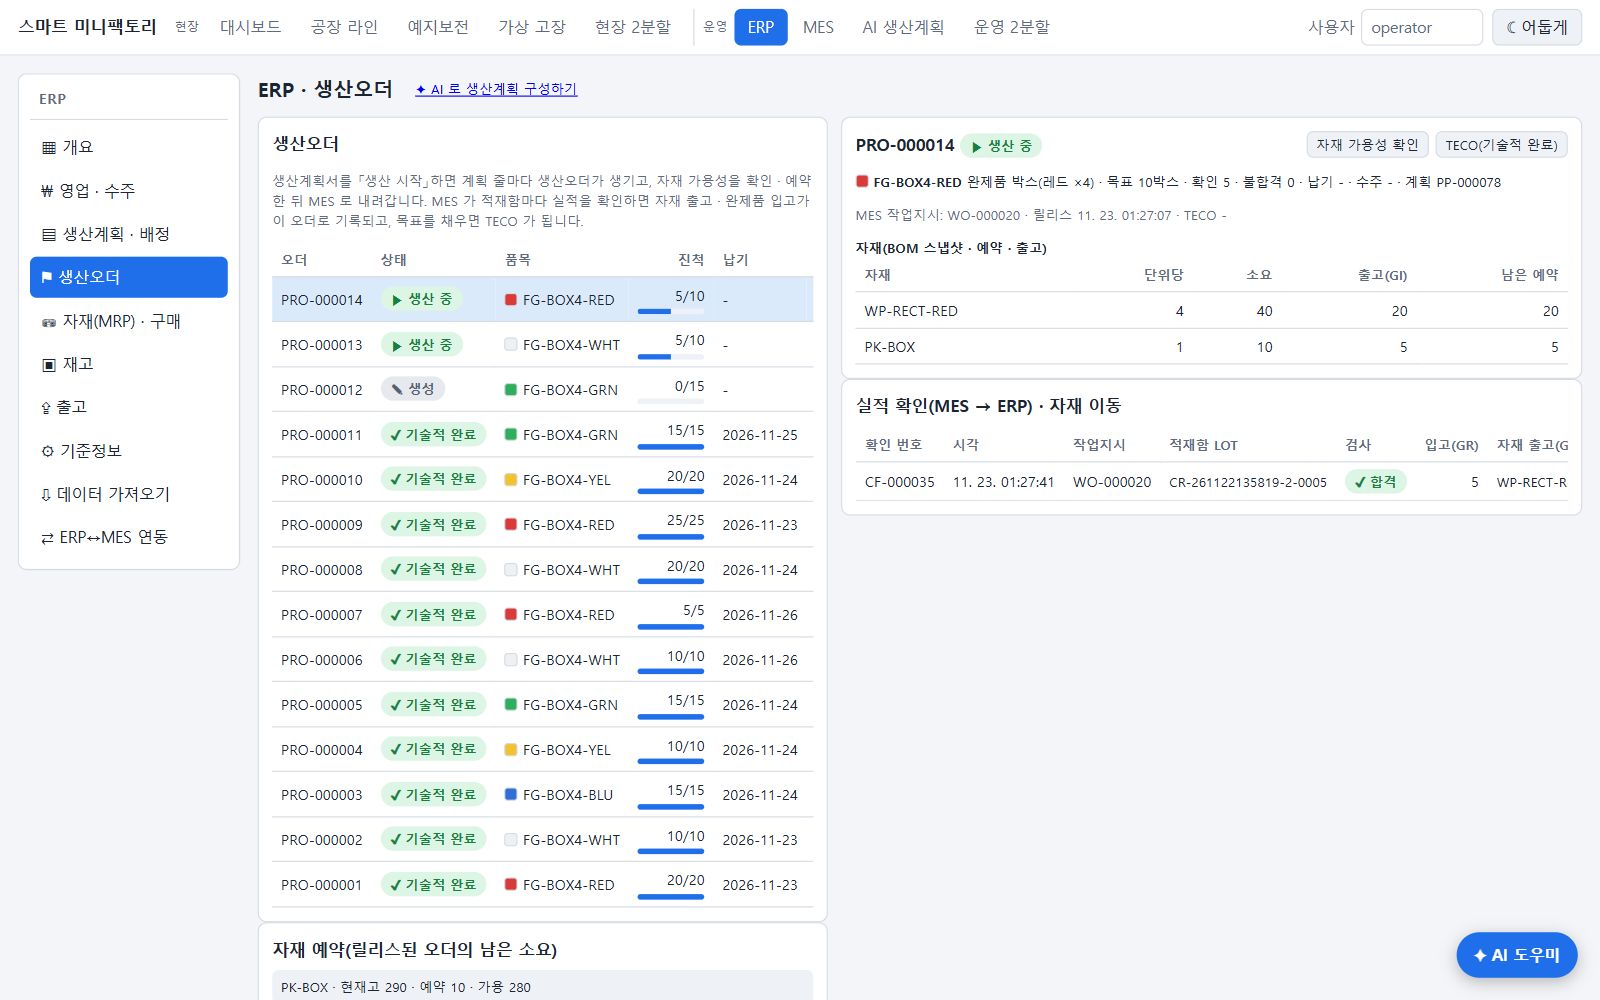 스마트 미니팩토리 현장 대시보드 공장 라인 예지보전 가상 고장 현장 2분할 운영 ERP MES AI 생산계획 운영 2분할 사용자 operator ☾ 어둡게
ERP
▦ 개요
₩ 영업 · 수주
▤ 생산계획 · 배정
⚑ 생산오더
자재(MRP) · 구매
▣ 재고
⇪ 출고
⚙ 기준정보
⇩ 데이터 가져오기
⇄ ERP↔MES 연동
ERP · 생산오더 ✦ AI 로 생산계획 구성하기
생산오더
생산계획서를 「생산 시작」하면 계획 줄마다 생산오더가 생기고, 자재 가용성을 확인 · 예약
한 뒤 MES 로 내려갑니다. MES 가 적재함마다 실적을 확인하면 자재 출고 · 완제품 입고가
이 오더로 기록되고, 목표를 채우면 TECO 가 됩니다.
오더 상태 품목 진척 납기
PRO-000014 ▶ 생산 중 FG-BOX4-RED 5/10 -
PRO-000013 ▶ 생산 중 FG-BOX4-WHT 5/10 -
PRO-000012 ✎ 생성 FG-BOX4-GRN 0/15 -
PRO-000011 ✔ 기술적 완료 FG-BOX4-GRN 15/15 2026-11-25
PRO-000010 ✔ 기술적 완료 FG-BOX4-YEL 20/20 2026-11-24
PRO-000009 ✔ 기술적 완료 FG-BOX4-RED 25/25 2026-11-23
PRO-000008 ✔ 기술적 완료 FG-BOX4-WHT 20/20 2026-11-24
PRO-000007 ✔ 기술적 완료 FG-BOX4-RED 5/5 2026-11-26
PRO-000006 ✔ 기술적 완료 FG-BOX4-WHT 10/10 2026-11-26
PRO-000005 ✔ 기술적 완료 FG-BOX4-GRN 15/15 2026-11-24
PRO-000004 ✔ 기술적 완료 FG-BOX4-YEL 10/10 2026-11-24
PRO-000003 ✔ 기술적 완료 FG-BOX4-BLU 15/15 2026-11-24
PRO-000002 ✔ 기술적 완료 FG-BOX4-WHT 10/10 2026-11-23
PRO-000001 ✔ 기술적 완료 FG-BOX4-RED 20/20 2026-11-23
자재 예약(릴리스된 오더의 남은 소요)
PK-BOX · 현재고 290 · 예약 10 · 가용 280
PRO-000014 ▶ 생산 중 자재 가용성 확인 TECO(기술적 완료)
FG-BOX4-RED 완제품 박스(레드 ×4) · 목표 10박스 · 확인 5 · 불합격 0 · 납기 - · 수주 - · 계획 PP-000078
MES 작업지시: WO-000020 · 릴리스 11. 23. 01:27:07 · TECO -
자재(BOM 스냅샷 · 예약 · 출고)
자재 단위당 소요 출고(GI) 남은 예약
WP-RECT-RED 4 40 20 20
PK-BOX 1 10 5 5
실적 확인(MES → ERP) · 자재 이동
확인 번호 시각 작업지시 적재함 LOT 검사 입고(GR) 자재 출고(G
CF-000035 11. 23. 01:27:41 WO-000020 CR-261122135819-2-0005 ✔ 합격 5 WP-RECT-R
✦ AI 도우미